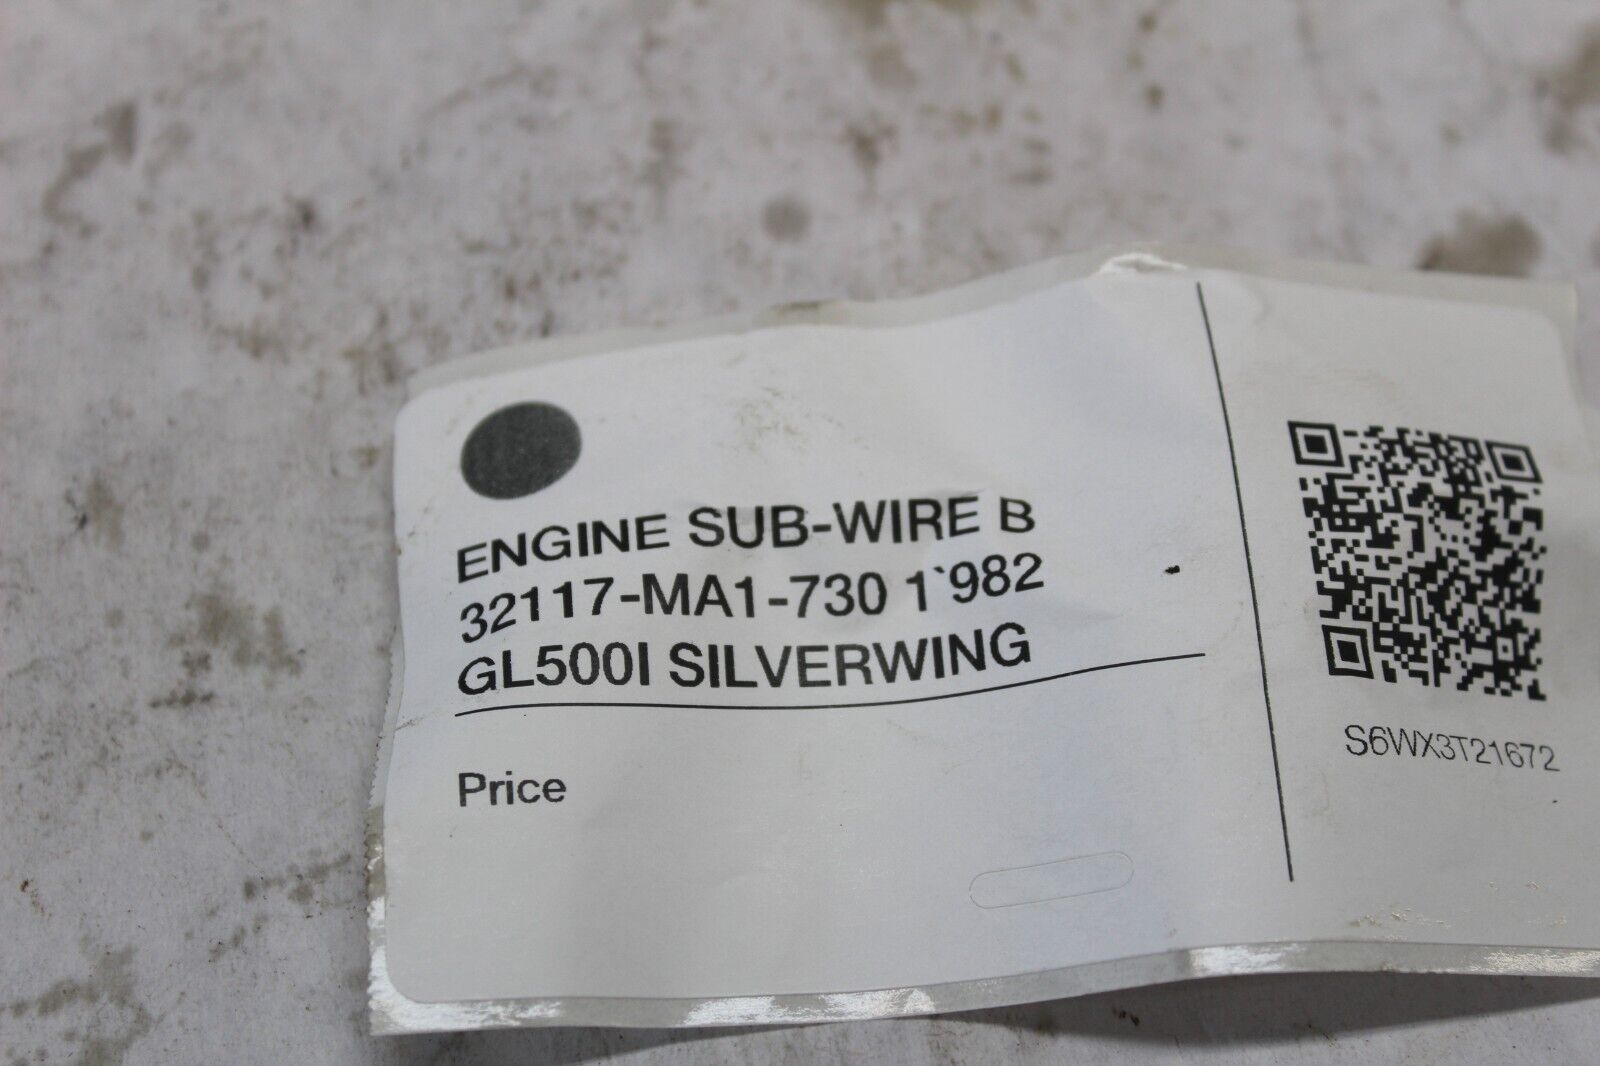 ENGINE SUB-WIRE B
32117-MA1-730 1`982
GL500I SILVERWING
Price
S6WX3T21672